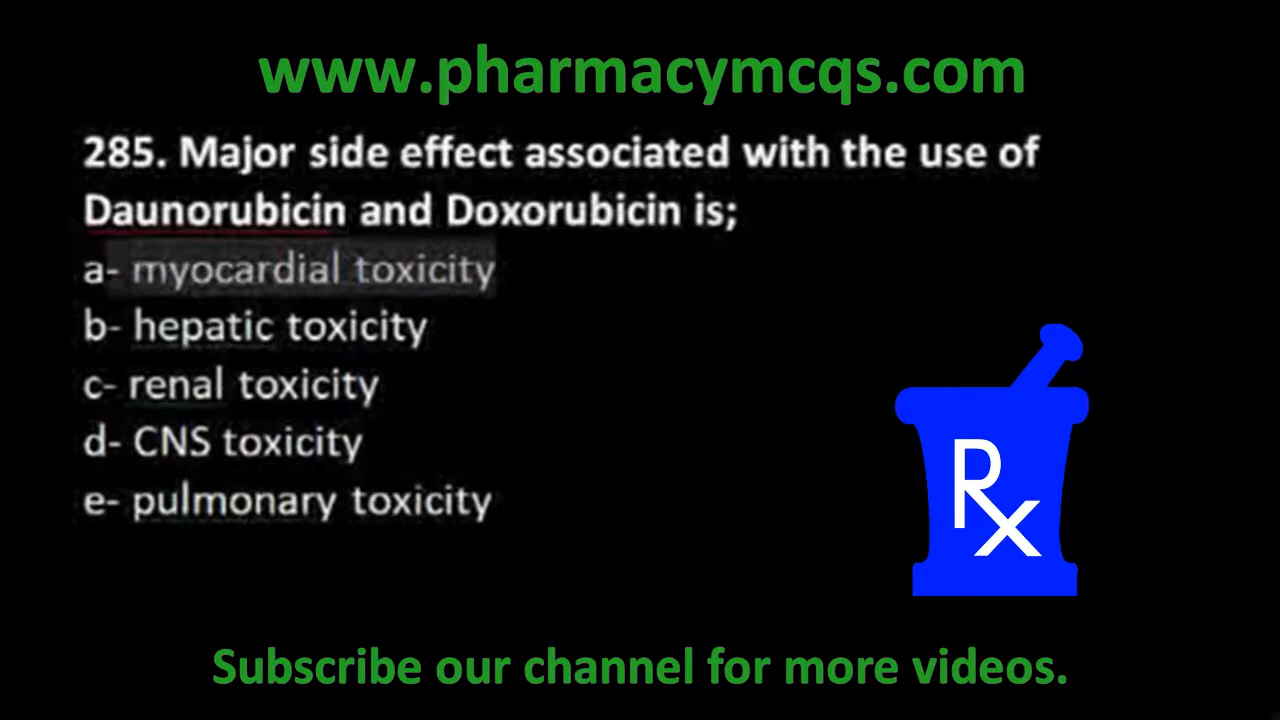 www.pharmacymcqs.com
285. Major side effect associated with the use of
Daunorubicin and Doxorubicin is;
a- myocardial toxicity
b- hepatic toxicity
c- renal toxicity
d- CNS toxicity
e- pulmonary toxicity
Rx
Subscribe our channel for more videos.